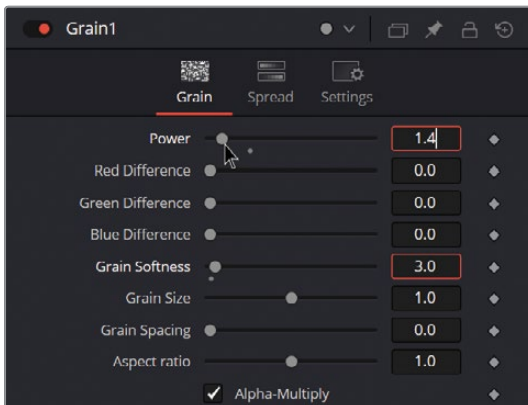 Grain1
Grain Spread Settings
Power 1.4
Red Difference 0.0
Green Difference 0.0
Blue Difference 0.0
Grain Softness 3.0
Grain Size 1.0
Grain Spacing 0.0
Aspect ratio 1.0
Alpha-Multiply